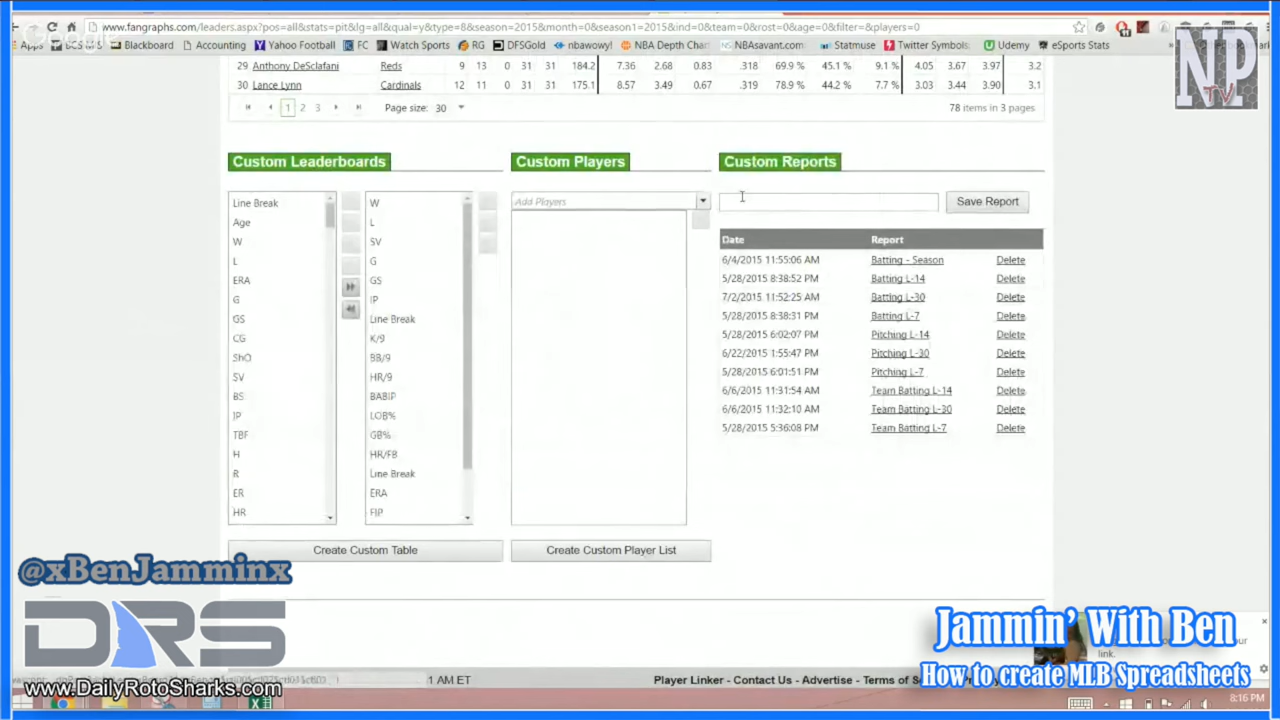 www.fangraphs.com/leaders.aspx?pos=all&stats=pit&lg=all&qual=y&type=8&season=2015&month=0&season1=2015&ind=0&team=0&rost=0&age=0&filter=&players=0
Apps Blackboard Accounting Yahoo Football FC Watch Sports RG DFSGold nbawowy! NBA Depth Char NBAsavant.com Statmuse Twitter Symbols Udemy eSports Stats
NP TV
29 Anthony DeSclafani Reds 9 13 0 31 31 184.2 7.36 2.68 0.83 .318 69.9 % 45.1 % 9.1 % 4.05 3.67 3.97 3.2
30 Lance Lynn Cardinals 12 11 0 31 31 175.1 8.57 3.49 0.67 .319 78.9 % 44.2 % 7.7 % 3.03 3.44 3.90 3.1
1 2 3 Page size: 30 78 items in 3 pages
Custom Leaderboards Custom Players Custom Reports
Line Break W Add Players Save Report
Age L
W SV Date Report
L G 6/4/2015 11:55:06 AM Batting - Season Delete
ERA GS 5/28/2015 8:38:52 PM Batting L-14 Delete
G IP 7/2/2015 11:52:25 AM Batting L-30 Delete
GS Line Break 5/28/2015 8:38:31 PM Batting L-7 Delete
CG K/9 5/28/2015 6:02:07 PM Pitching L-14 Delete
ShO BB/9 6/22/2015 1:55:47 PM Pitching L-30 Delete
SV HR/9 5/28/2015 6:01:51 PM Pitching L-7 Delete
BS BABIP 6/6/2015 11:31:54 AM Team Batting L-14 Delete
IP LOB% 6/6/2015 11:32:10 AM Team Batting L-30 Delete
TBF GB% 5/28/2015 5:36:08 PM Team Batting L-7 Delete
H HR/FB
R Line Break
ER ERA
HR FIP
Create Custom Table Create Custom Player List
@xBenJamminx
DRS
Jammin' With Ben
link.
How to create MLB Spreadsheets
1 AM ET Player Linker - Contact Us - Advertise - Terms of
www.DailyRotoSharks.com
8:16 PM